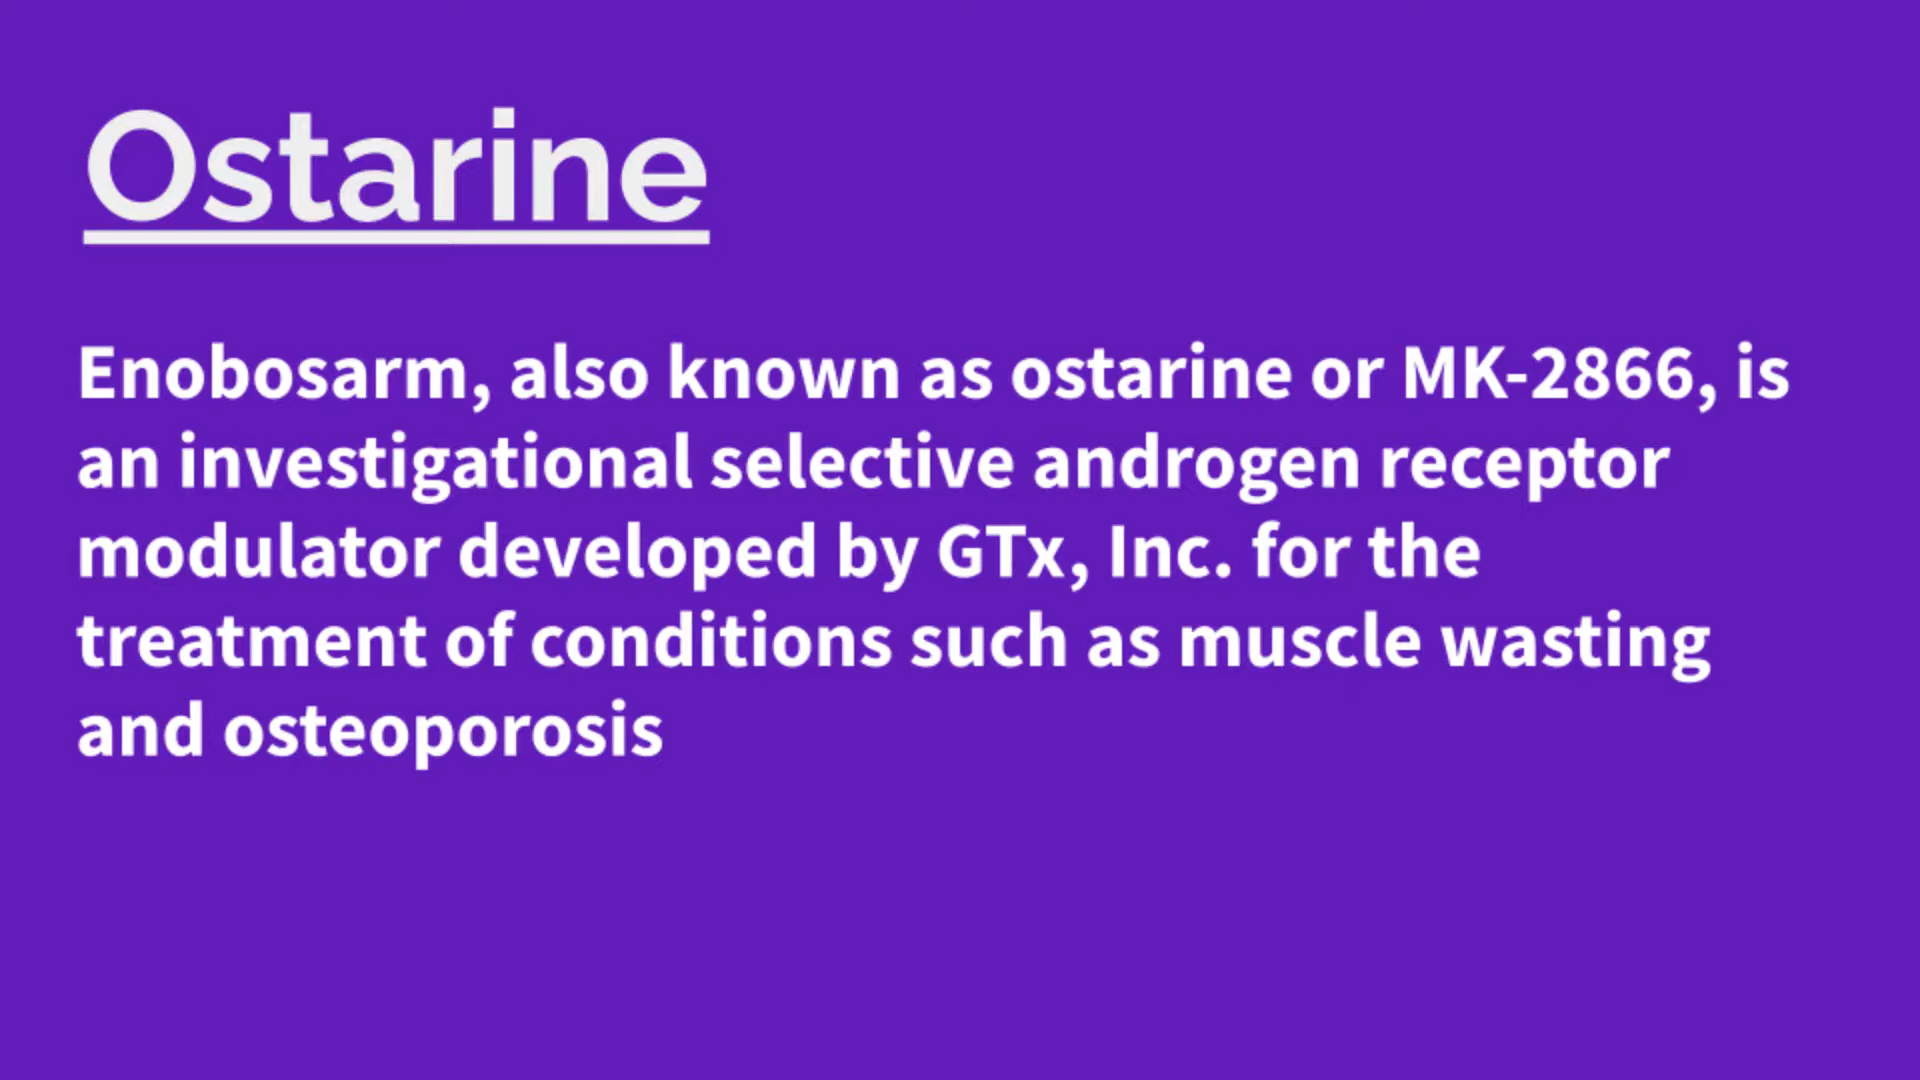 Ostarine
Enobosarm, also known as ostarine or MK-2866, is
an investigational selective androgen receptor
modulator developed by GTx, Inc. for the
treatment of conditions such as muscle wasting
and osteoporosis